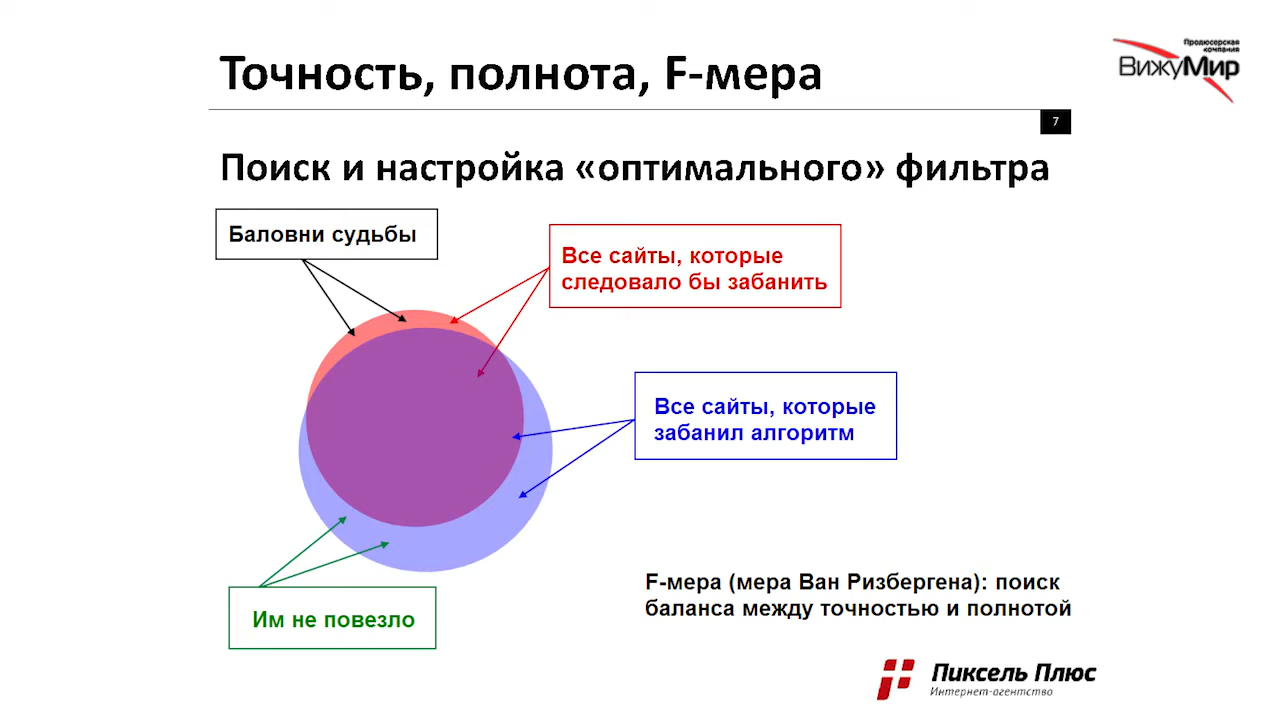 Точность, полнота, F-мера
Продюсерская
компания
ВижуМир
7
Поиск и настройка «оптимального» фильтра
Баловни судьбы
Все сайты, которые
следовало бы забанить
Все сайты, которые
забанил алгоритм
Им не повезло
F-мера (мера Ван Ризбергена): поиск
баланса между точностью и полнотой
Пиксель Плюс
Интернет-агентство